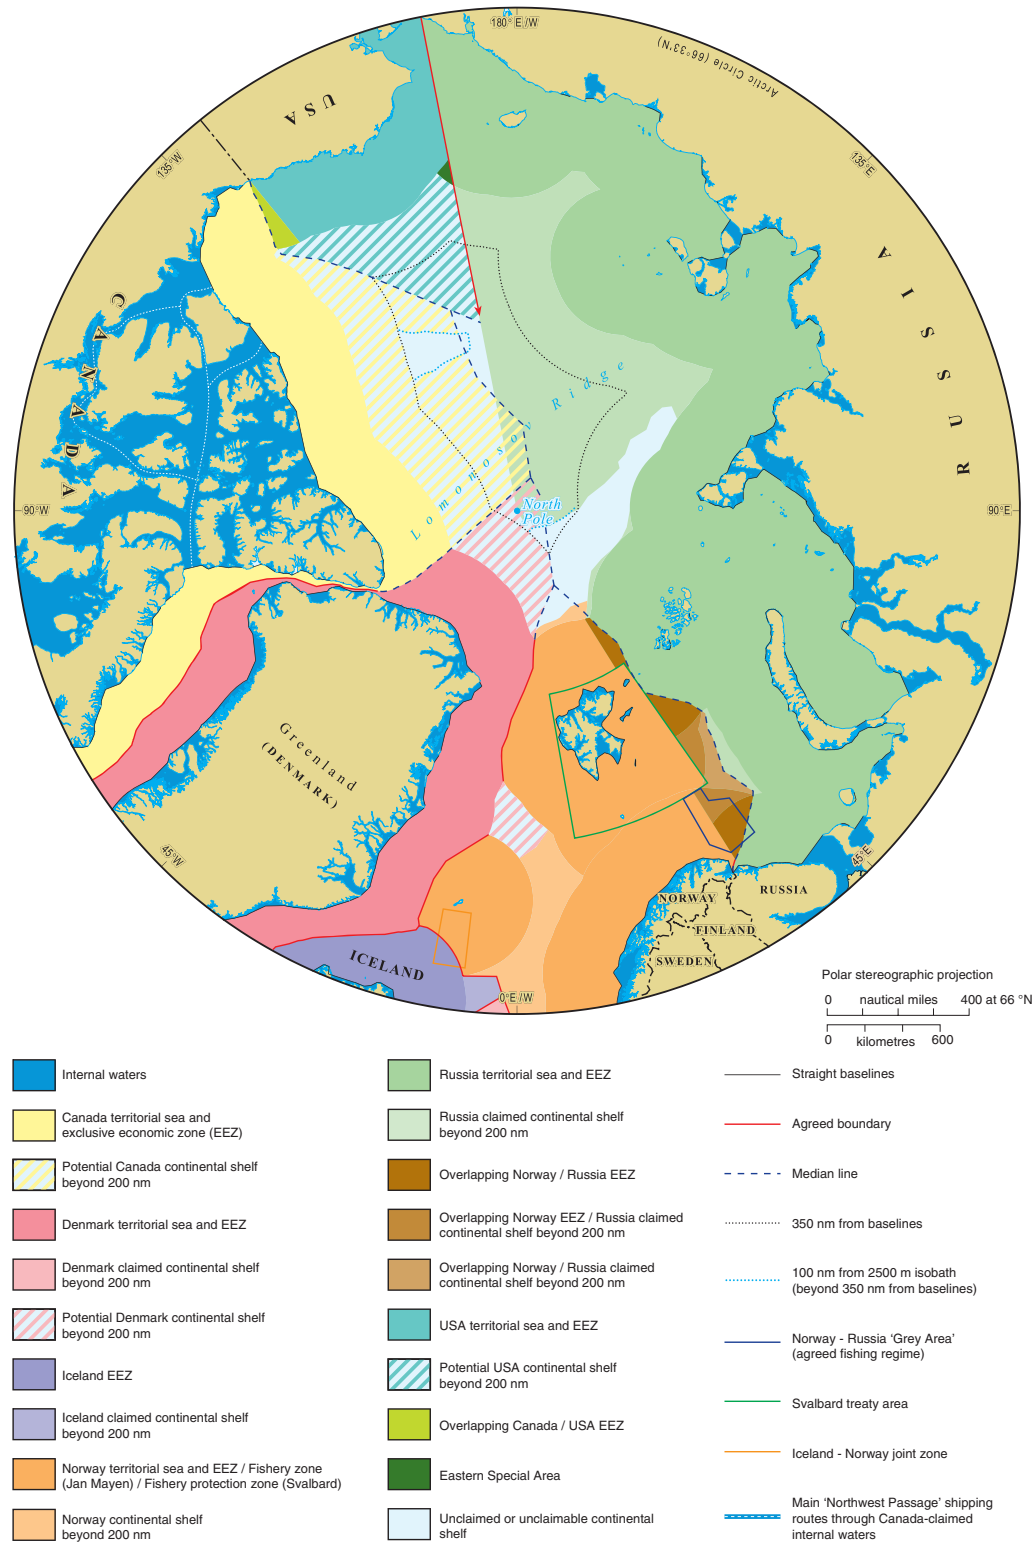 180° E /W
Arctic Circle (66°33'N)
USA
135°W
135°E
CANADA
RUSSIA
Lomonosov Ridge
90°W
North
Pole
90°E
Greenland
(DENMARK)
45°W
45°E
RUSSIA
NORWAY
FINLAND
SWEDEN
ICELAND
0°E /W
Polar stereographic projection
0 nautical miles 400 at 66 °N
0 kilometres 600
Internal waters
Canada territorial sea and
exclusive economic zone (EEZ)
Potential Canada continental shelf
beyond 200 nm
Denmark territorial sea and EEZ
Denmark claimed continental shelf
beyond 200 nm
Potential Denmark continental shelf
beyond 200 nm
Iceland EEZ
Iceland claimed continental shelf
beyond 200 nm
Norway territorial sea and EEZ / Fishery zone
(Jan Mayen) / Fishery protection zone (Svalbard)
Norway continental shelf
beyond 200 nm
Russia territorial sea and EEZ
Russia claimed continental shelf
beyond 200 nm
Overlapping Norway / Russia EEZ
Overlapping Norway EEZ / Russia claimed
continental shelf beyond 200 nm
Overlapping Norway / Russia claimed
continental shelf beyond 200 nm
USA territorial sea and EEZ
Potential USA continental shelf
beyond 200 nm
Overlapping Canada / USA EEZ
Eastern Special Area
Unclaimed or unclaimable continental
shelf
Straight baselines
Agreed boundary
Median line
350 nm from baselines
100 nm from 2500 m isobath
(beyond 350 nm from baselines)
Norway - Russia ‘Grey Area’
(agreed fishing regime)
Svalbard treaty area
Iceland - Norway joint zone
Main ‘Northwest Passage’ shipping
routes through Canada-claimed
internal waters